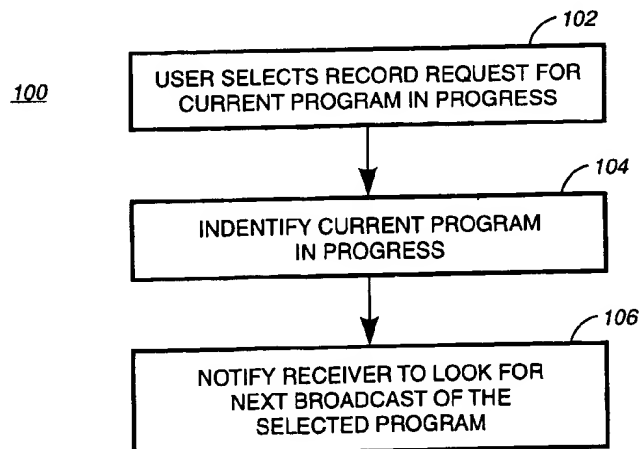 102
100
USER SELECTS RECORD REQUEST FOR
CURRENT PROGRAM IN PROGRESS
104
INDENTIFY CURRENT PROGRAM
IN PROGRESS
106
NOTIFY RECEIVER TO LOOK FOR
NEXT BROADCAST OF THE
SELECTED PROGRAM